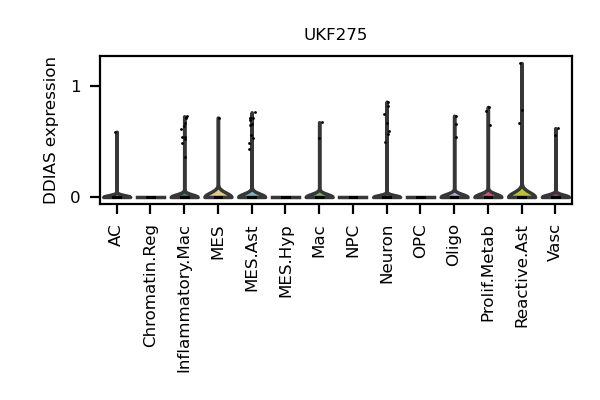 UKF275
DDIAS expression
1
0
AC
Chromatin.Reg
Inflammatory.Mac
MES
MES.Ast
MES.Hyp
Mac
NPC
Neuron
OPC
Oligo
Prolif.Metab
Reactive.Ast
Vasc